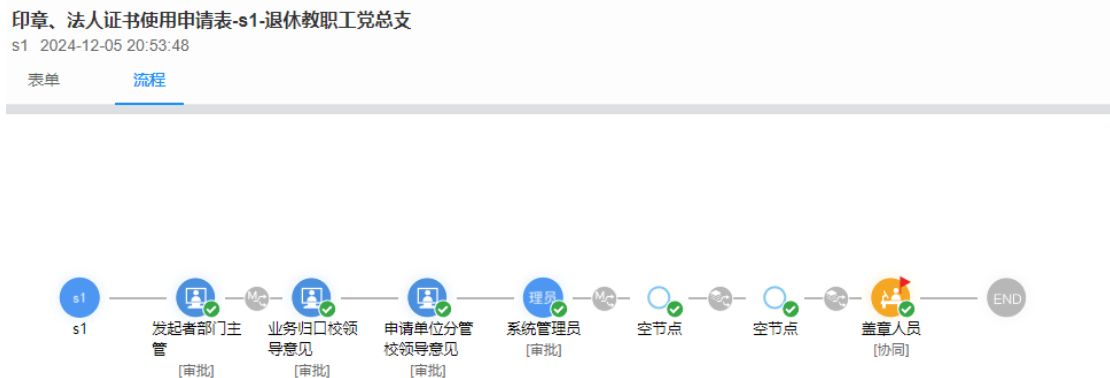 印章、法人证书使用申请表-s1-退休教职工党总支
s1 2024-12-05 20:53:48
表单 流程
s1 理员 END
s1 发起者部门主 业务归口校领 申请单位分管 系统管理员 空节点 空节点 盖章人员
管 导意见 校领导意见 [审批] [协同]
[审批] [审批] [审批]